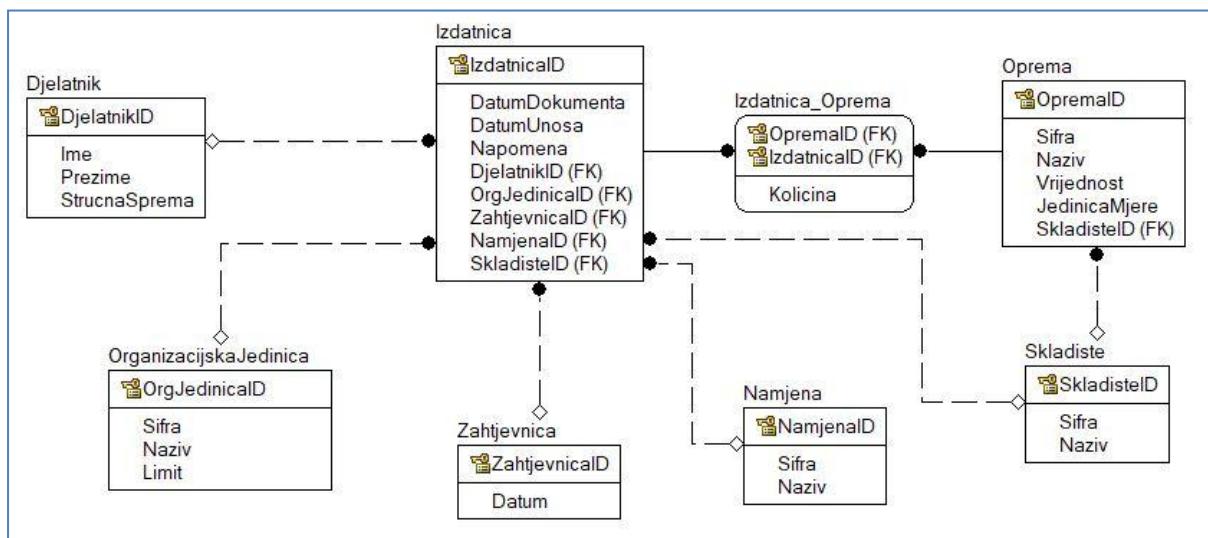 Djelatnik
DjelatnikID
Ime
Prezime
StrucnaSprema
Izdatnica
IzdatnicaID
DatumDokumenta
DatumUnosa
Napomena
DjelatnikID (FK)
OrgJedinicaID (FK)
ZahtjevnicaID (FK)
NamjenaID (FK)
SkladisteID (FK)
Izdatnica_Oprema
OpremaID (FK)
IzdatnicaID (FK)
Kolicina
Oprema
OpremaID
Sifra
Naziv
Vrijednost
JedinicaMjere
SkladisteID (FK)
OrganizacijskaJedinica
OrgJedinicaID
Sifra
Naziv
Limit
Zahtjevnica
ZahtjevnicaID
Datum
Namjena
NamjenaID
Sifra
Naziv
Skladiste
SkladisteID
Sifra
Naziv